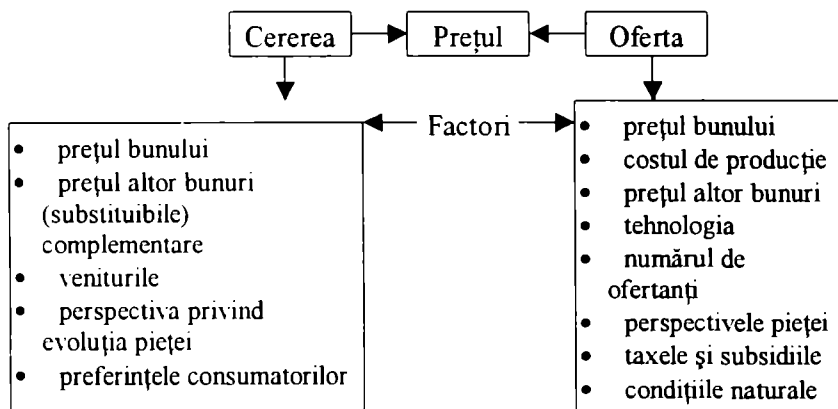 Cererea Prețul Oferta
Factori
• prețul bunului
• prețul altor bunuri
(substituibile)
complementare
• veniturile
• perspectiva privind
evoluția pieței
• preferințele consumatorilor
• prețul bunului
• costul de producție
• prețul altor bunuri
• tehnologia
• numărul de
ofertanți
• perspectivele pieței
• taxele și subsidiile
• condițiile naturale